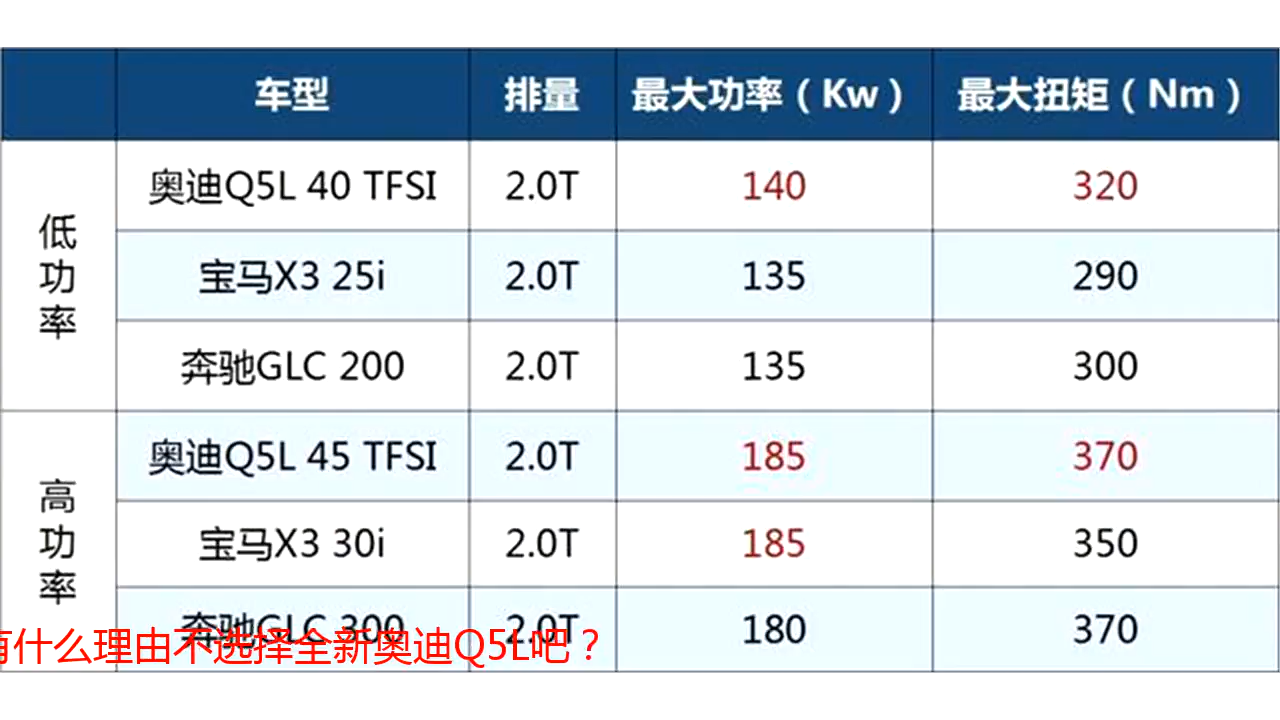 车型 排量 最大功率（Kw） 最大扭矩（Nm）
低功率
奥迪Q5L 40 TFSI 2.0T 140 320
宝马X3 25i 2.0T 135 290
奔驰GLC 200 2.0T 135 300
高功率
奥迪Q5L 45 TFSI 2.0T 185 370
宝马X3 30i 2.0T 185 350
奔驰GLC 300 2.0T 180 370
什么理由不选择全新奥迪Q5L吧？